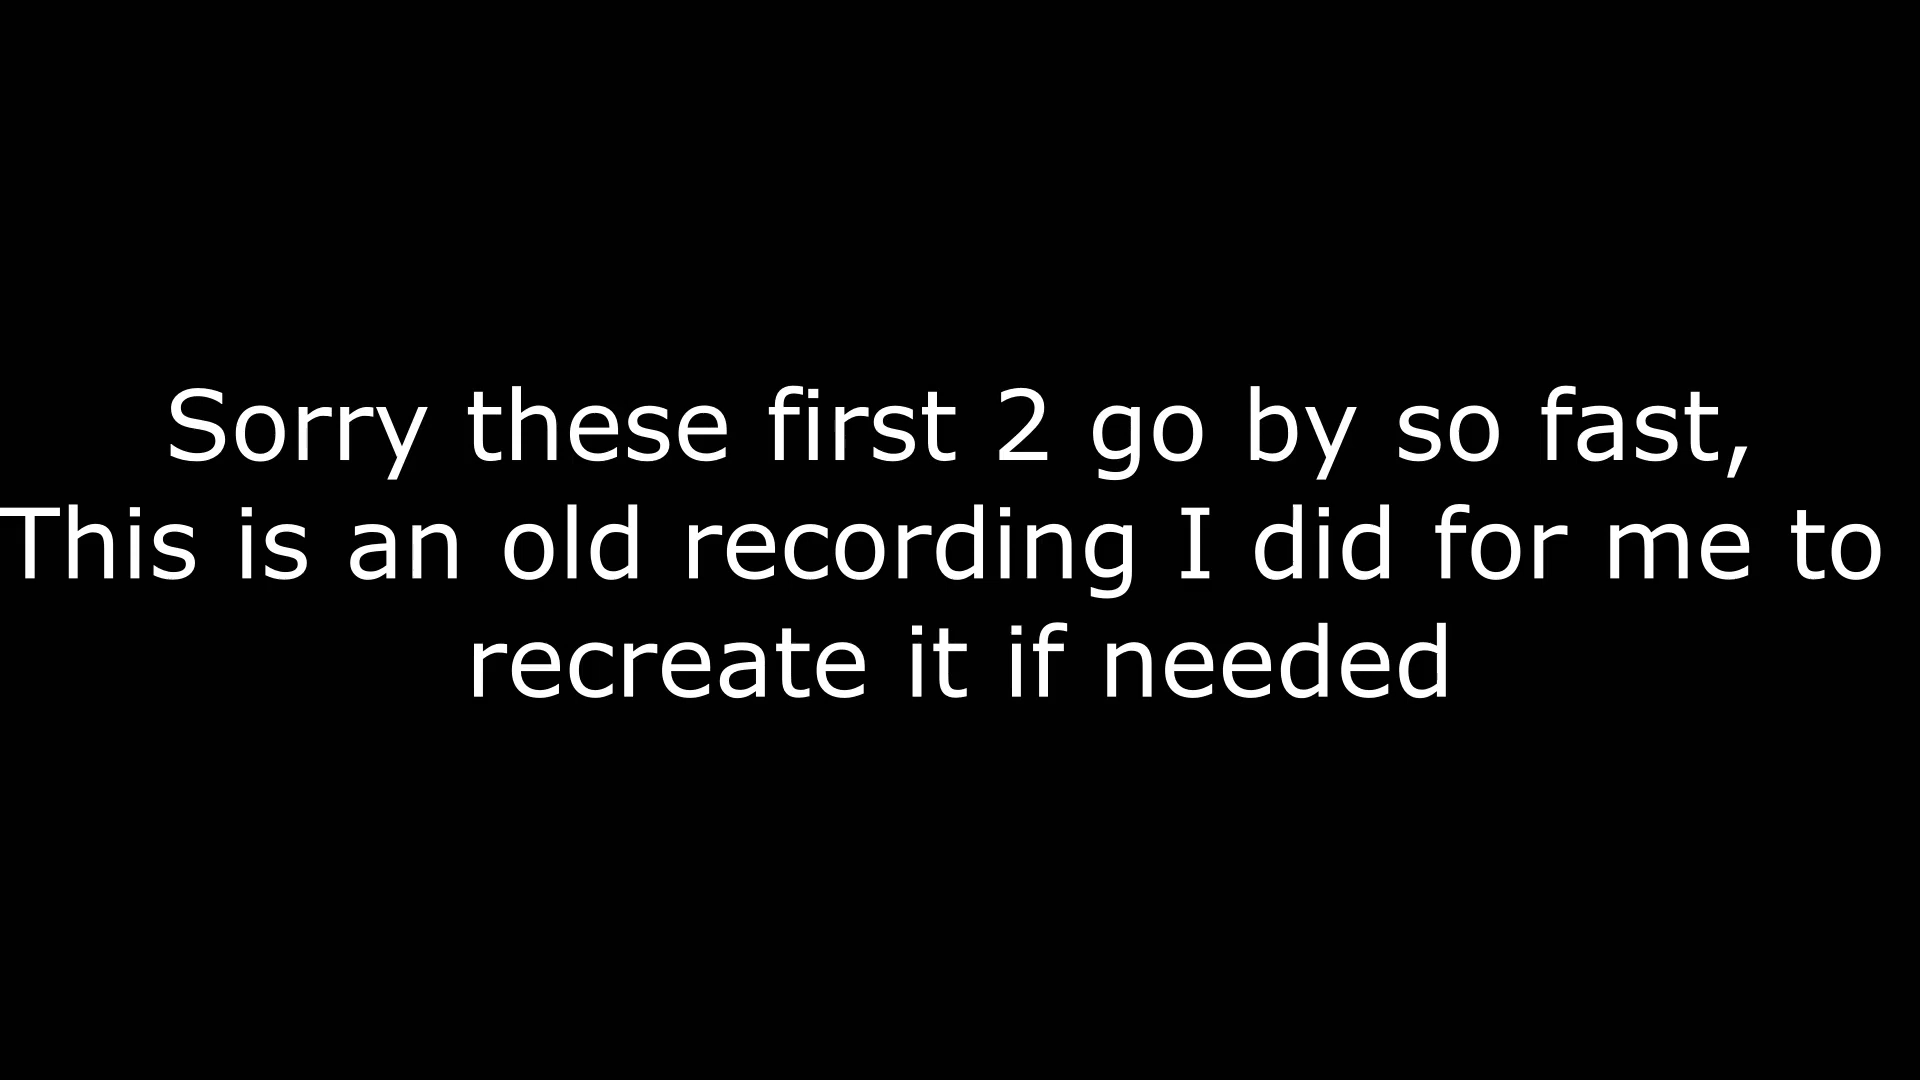 Sorry these first 2 go by so fast,
This is an old recording I did for me to
recreate it if needed